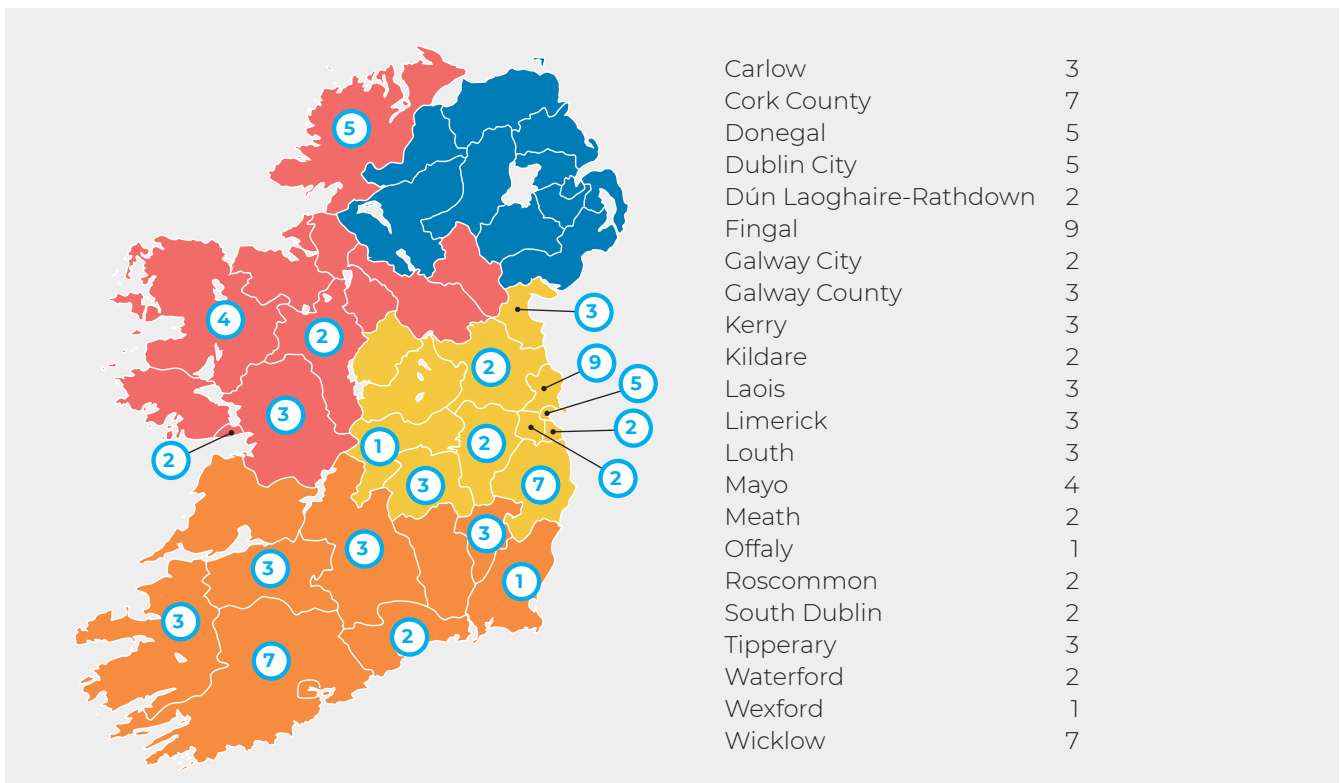 5
4
2
3
2
3
2
9
5
2
2
1
2
3
7
3
3
3
1
3
2
7
Carlow 3
Cork County 7
Donegal 5
Dublin City 5
Dún Laoghaire-Rathdown 2
Fingal 9
Galway City 2
Galway County 3
Kerry 3
Kildare 2
Laois 3
Limerick 3
Louth 3
Mayo 4
Meath 2
Offaly 1
Roscommon 2
South Dublin 2
Tipperary 3
Waterford 2
Wexford 1
Wicklow 7